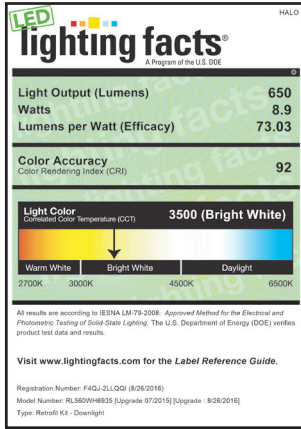 HALO
LED
lighting facts®
A Program of the U.S. DOE
Light Output (Lumens) 650
Watts 8.9
Lumens per Watt (Efficacy) 73.03
Color Accuracy
Color Rendering Index (CRI) 92
Light Color
Correlated Color Temperature (CCT) 3500 (Bright White)
Warm White Bright White Daylight
2700K 3000K 4500K 6500K
All results are according to IESNA LM-79-2008: Approved Method for the Electrical and
Photometric Testing of Solid-State Lighting. The U.S. Department of Energy (DOE) verifies
product test data and results.
Visit www.lightingfacts.com for the Label Reference Guide.
Registration Number: F4QJ-2LLQQI (8/26/2016)
Model Number: RL560WH6935 [Upgrade 07/2015] [Upgrade : 8/26/2016]
Type: Retrofit Kit - Downlight